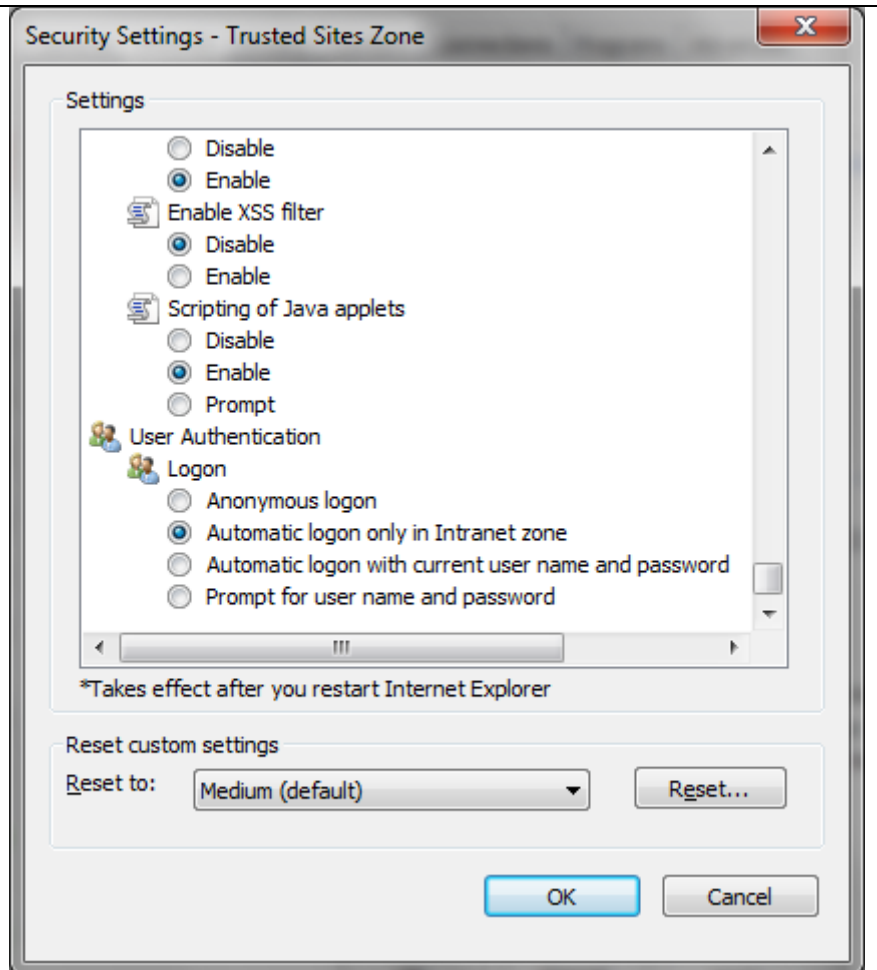 Security Settings - Trusted Sites Zone
Settings
Disable
Enable
Enable XSS filter
Disable
Enable
Scripting of Java applets
Disable
Enable
Prompt
User Authentication
Logon
Anonymous logon
Automatic logon only in Intranet zone
Automatic logon with current user name and password
Prompt for user name and password
*Takes effect after you restart Internet Explorer
Reset custom settings
Reset to: Medium (default) Reset...
OK Cancel